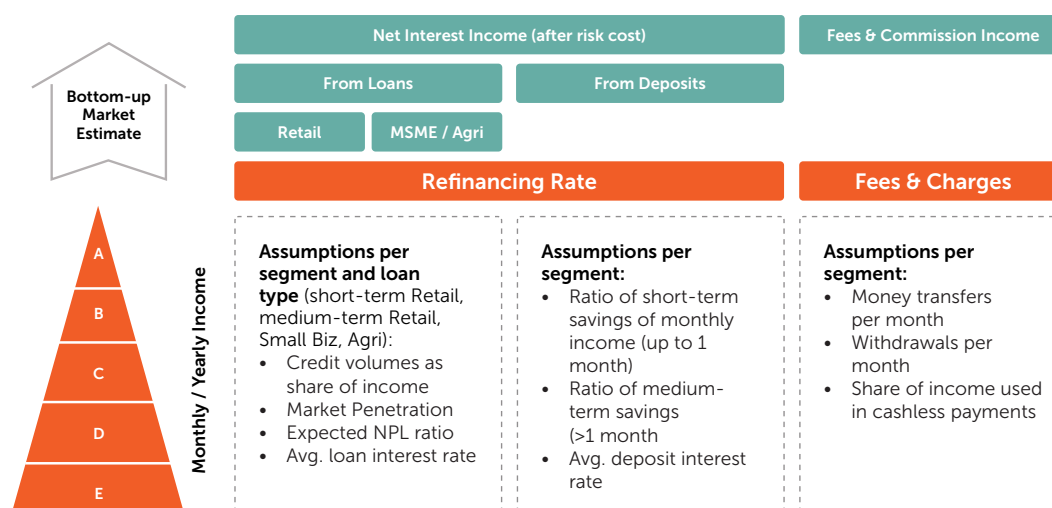 Bottom-up
Market
Estimate
Net Interest Income (after risk cost)
Fees & Commission Income
From Loans
From Deposits
Retail
MSME / Agri
Refinancing Rate
Fees & Charges
A
B
C
D
E
Monthly / Yearly Income
Assumptions per
segment and loan
type (short-term Retail,
medium-term Retail,
Small Biz, Agri):
• Credit volumes as
share of income
• Market Penetration
• Expected NPL ratio
• Avg. loan interest rate
Assumptions per
segment:
• Ratio of short-term
savings of monthly
income (up to 1
month)
• Ratio of medium-
term savings
(>1 month
• Avg. deposit interest
rate
Assumptions per
segment:
• Money transfers
per month
• Withdrawals per
month
• Share of income used
in cashless payments